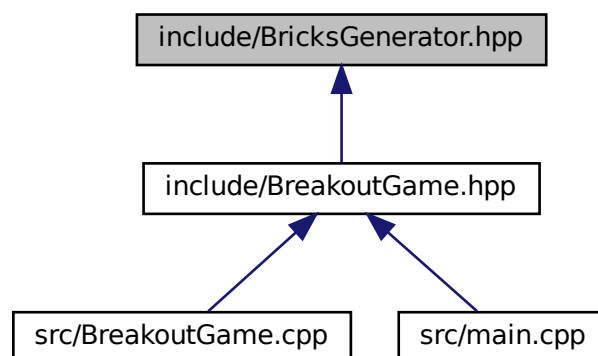 include/BricksGenerator.hpp
include/BreakoutGame.hpp
src/BreakoutGame.cpp
src/main.cpp